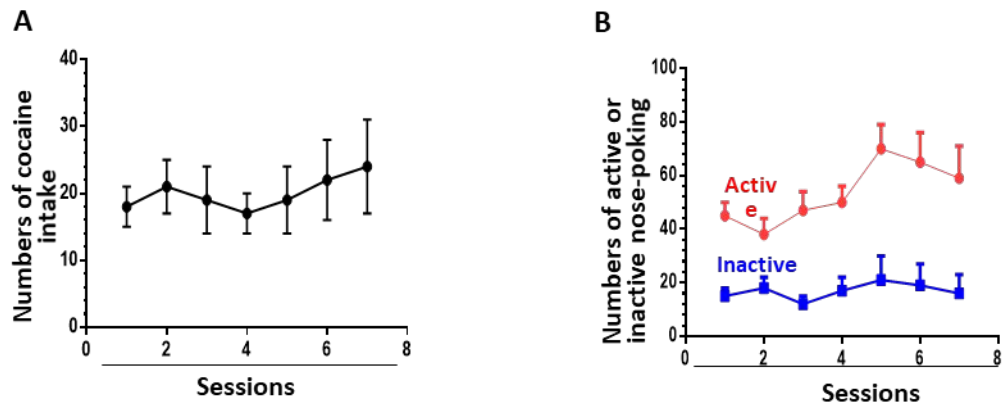 A
Numbers of cocaine
intake
40
30
20
10
0
0 2 4 6 8
Sessions
B
Numbers of active or
inactive nose-poking
100
80
60
40
20
0
Activ
e
Inactive
0 2 4 6 8
Sessions